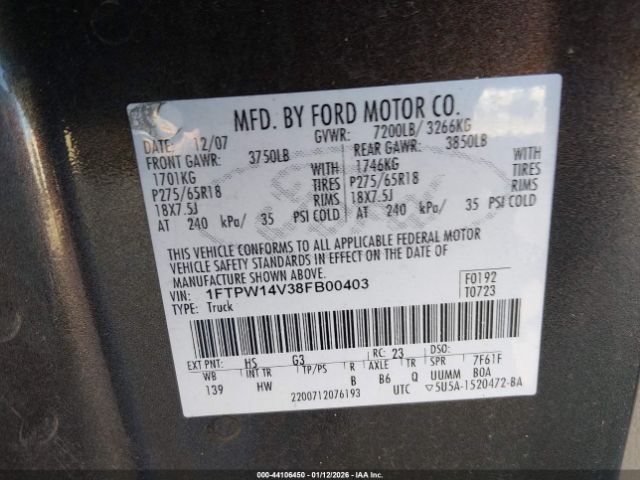 MFD. BY FORD MOTOR CO.
DATE: 12/07 GVWR: 7200LB/ 3266KG
FRONT GAWR: 3750LB REAR GAWR: 3850LB
1701KG WITH 1746KG WITH
P275/65R18 TIRES P275/65R18 TIRES
18X7.5J RIMS 18X7.5J RIMS
AT 240 kPa/ 35 PSI COLD AT 240 kPa/ 35 PSI COLD
THIS VEHICLE CONFORMS TO ALL APPLICABLE FEDERAL MOTOR
VEHICLE SAFETY STANDARDS IN EFFECT ON THE DATE OF
MANUFACTURE SHOWN ABOVE.
VIN: 1FTPW14V38FB00403 F0192
TYPE: Truck T0723
EXT PNT: HS G3 RC: 23 DSO:
WB INT TR TP/PS R AXLE TR SPR 7F61F
139 HW B B6 Q UUMM B0A
2200712076193 UTC ▽5U5A-1520472-BA
000-44106450 - 01/12/2026 - IAA Inc.